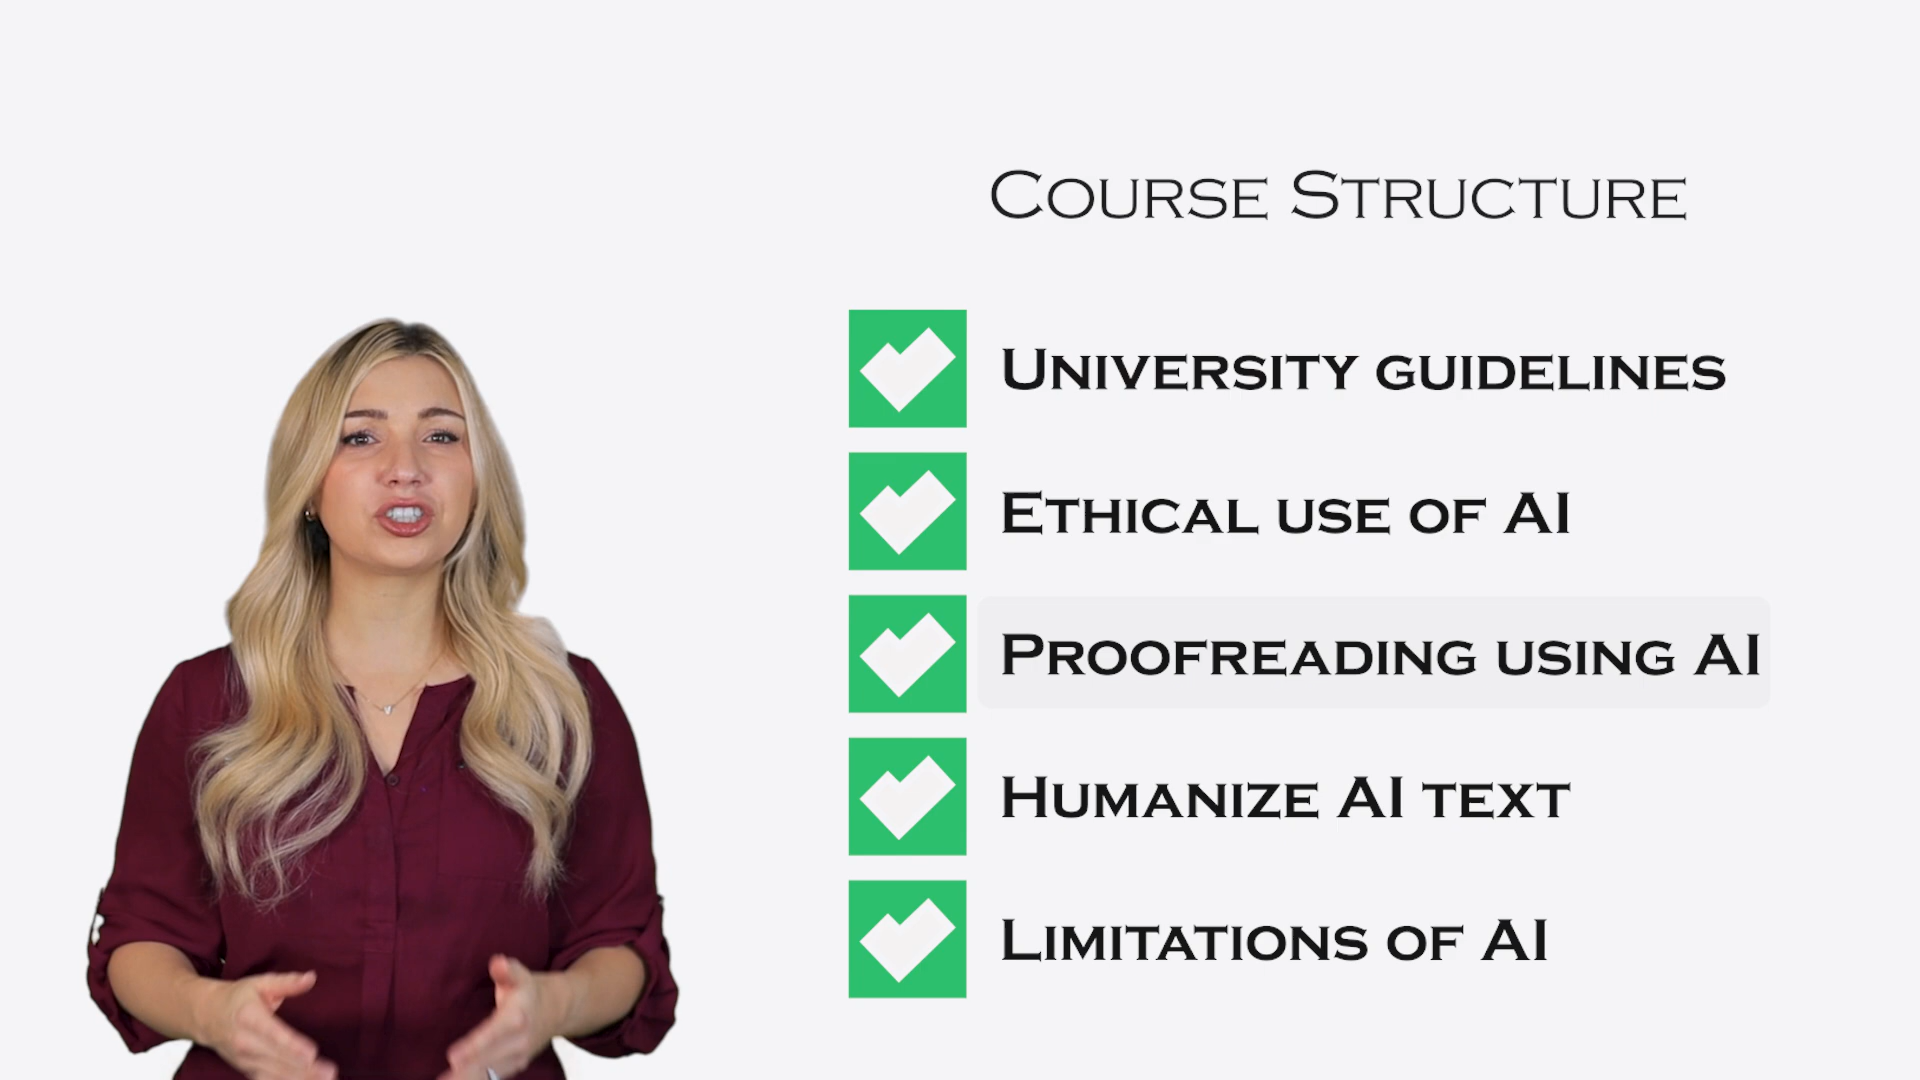 Course Structure
University guidelines
Ethical use of AI
Proofreading using AI
Humanize AI text
Limitations of AI